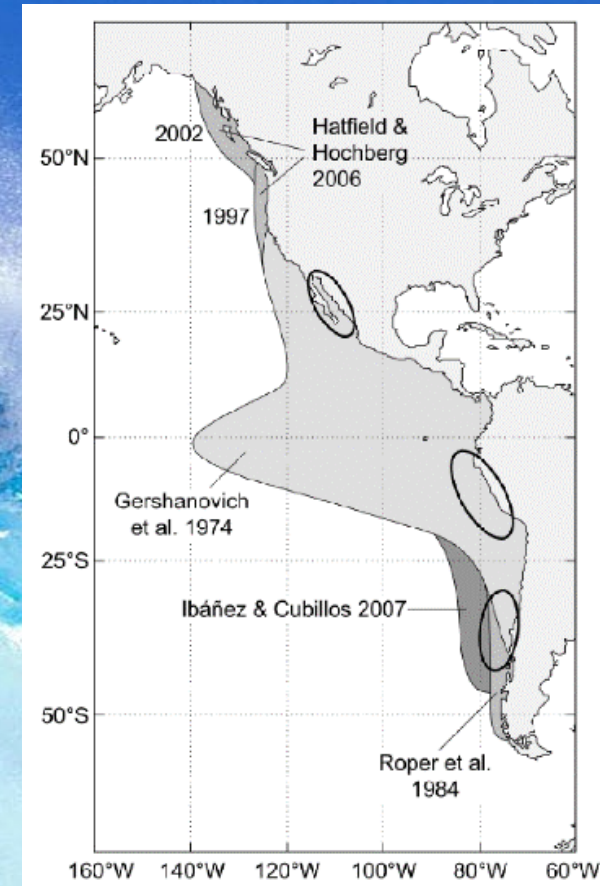 2002
Hatfield &
Hochberg
2006
50°N
1997
25°N
0°
Gershanovich
et al. 1974
25°S
Ibáñez & Cubillos 2007
50°S
Roper et al.
1984
160°W 140°W 120°W 100°W 80°W 60°W